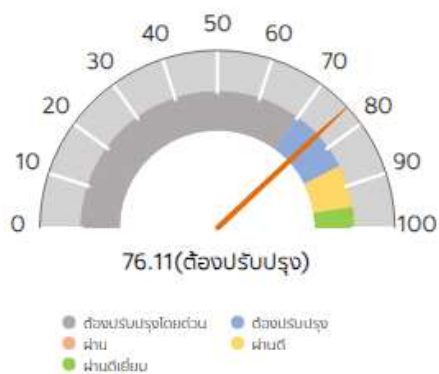 50
40 60
30 70
20 80
10 90
0 100
76.11(ต้องปรับปรุง)
ต้องปรับปรุงโดยด่วน ต้องปรับปรุง
ผ่าน ผ่านดี
ผ่านดีเยี่ยม